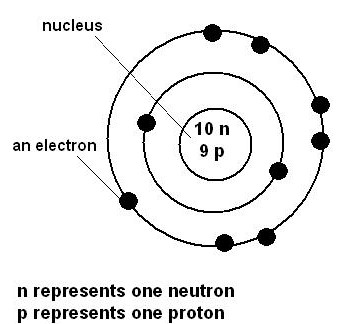 nucleus
10 n
9 p
an electron
n represents one neutron
p represents one proton